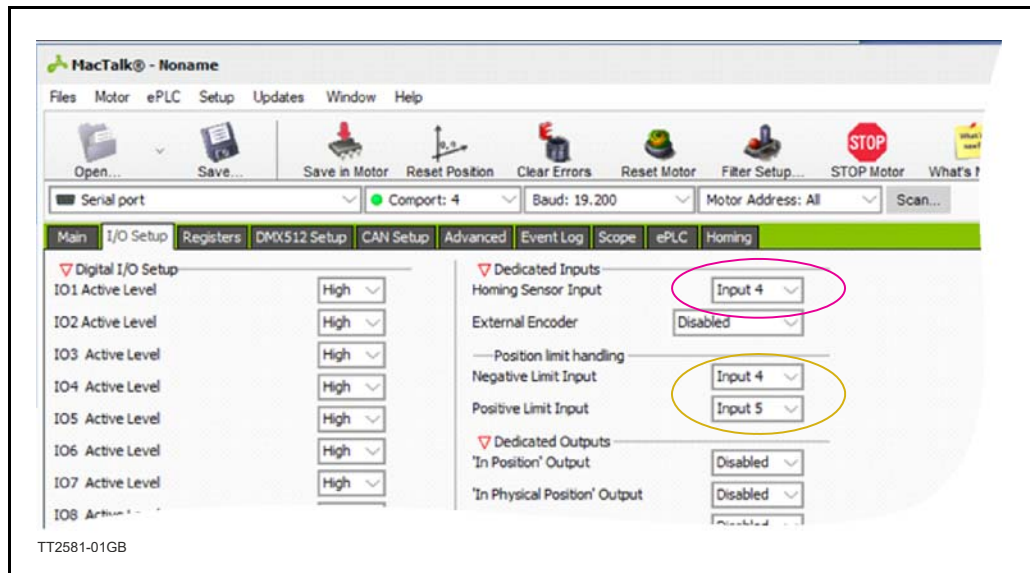 MacTalk® - Noname
Files Motor ePLC Setup Updates Window Help
Open... Save... Save in Motor Reset Position Clear Errors Reset Motor Filter Setup... STOP Motor What's
STOP
Serial port Comport: 4 Baud: 19.200 Motor Address: All Scan...
Main I/O Setup Registers DMX512 Setup CAN Setup Advanced Event Log Scope ePLC Homing
Digital I/O Setup
IO1 Active Level High
IO2 Active Level High
IO3 Active Level High
IO4 Active Level High
IO5 Active Level High
IO6 Active Level High
IO7 Active Level High
IO8
Dedicated Inputs
Homing Sensor Input Input 4
External Encoder Disabled
Position limit handling
Negative Limit Input Input 4
Positive Limit Input Input 5
Dedicated Outputs
'In Position' Output Disabled
'In Physical Position' Output Disabled
Disabled
TT2581-01GB